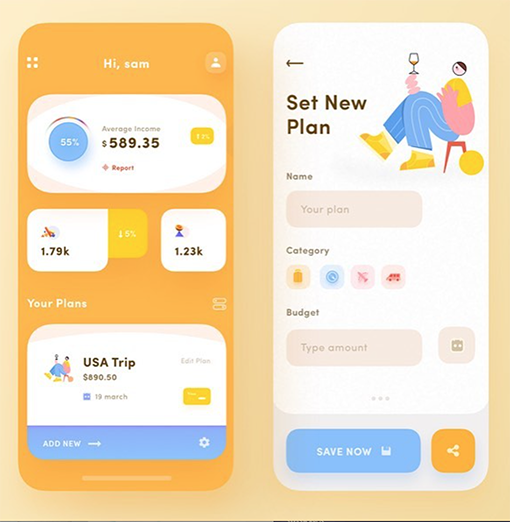 Hi, sam
55%
Average Income
$ 589.35
Report
1.79k
5%
1.23k
Your Plans
USA Trip
Edit Plan
$890.50
19 march
ADD NEW
Set New
Plan
Name
Your plan
Category
Budget
Type amount
SAVE NOW